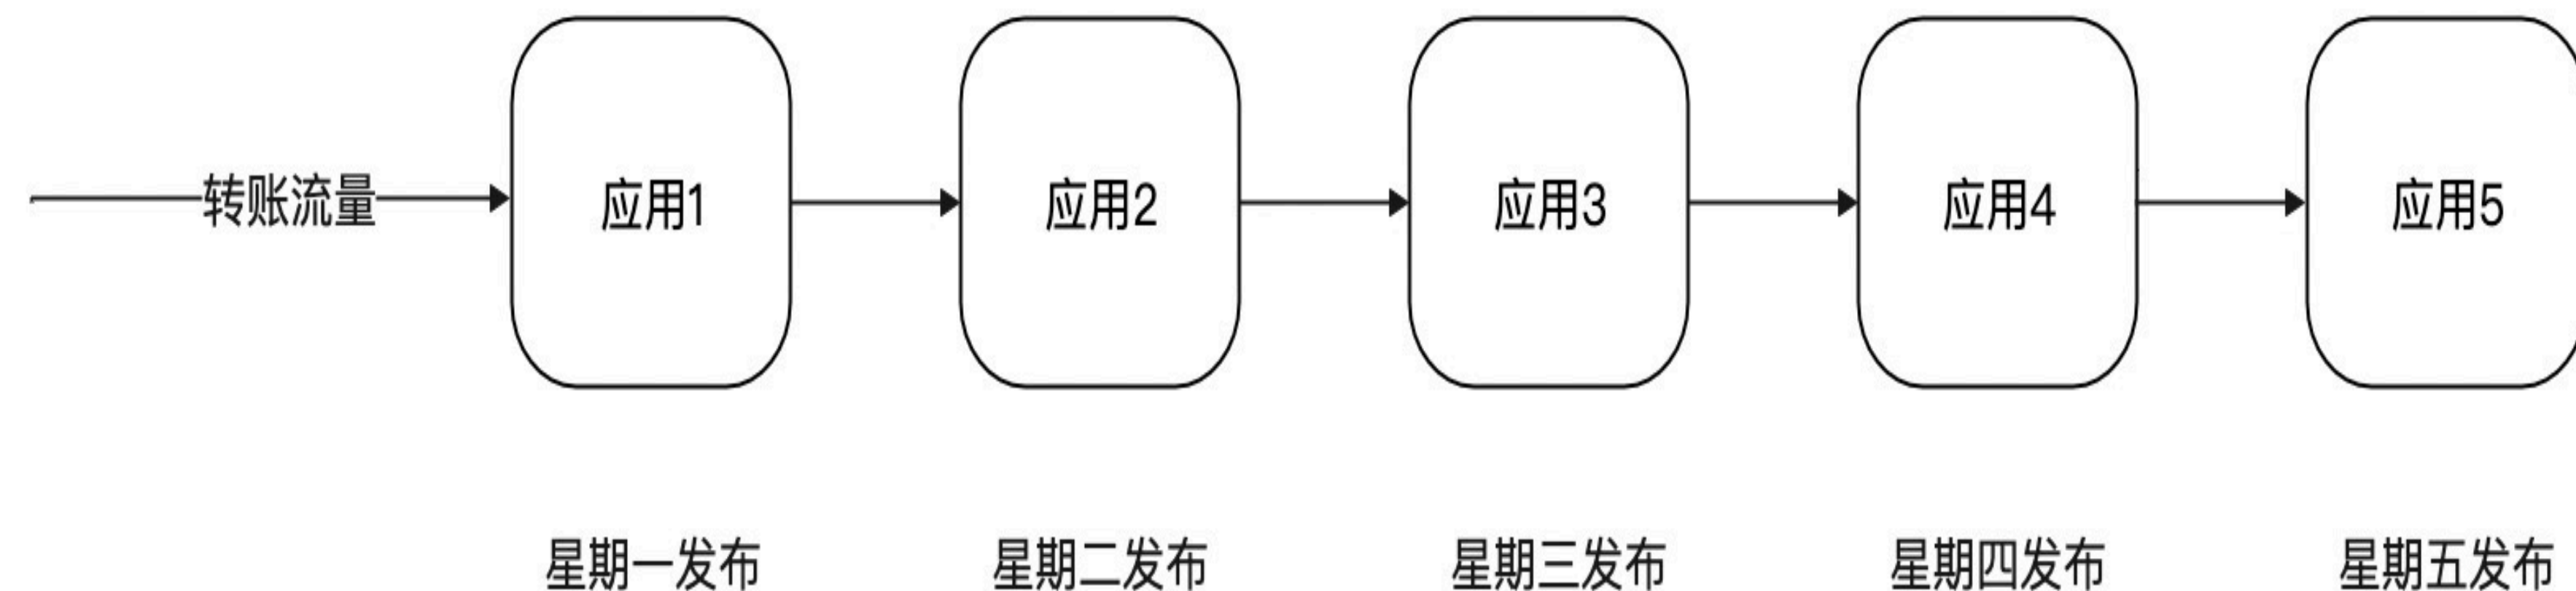 转账流量
应用1
应用2
应用3
应用4
应用5
星期一发布
星期二发布
星期三发布
星期四发布
星期五发布